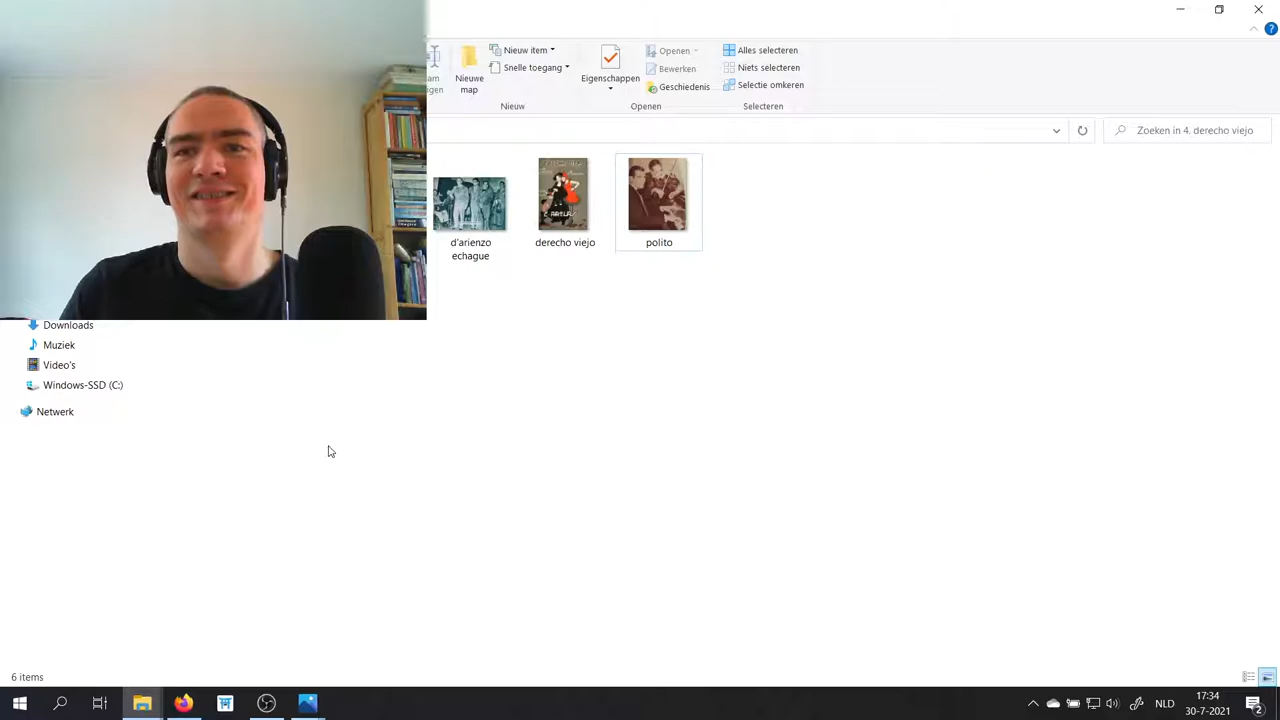 Nieuw item
Openen
Alles selecteren
Snelle toegang
Bewerken
Niets selecteren
Nieuwe
map
Eigenschappen
Geschiedenis
Selectie omkeren
Nieuw
Openen
Selecteren
Zoeken in 4. derecho viejo
d'arienzo
echague
derecho viejo
polito
Downloads
Muziek
Video's
Windows-SSD (C:)
Netwerk
6 items
NLD
17:34
30-7-2021
2